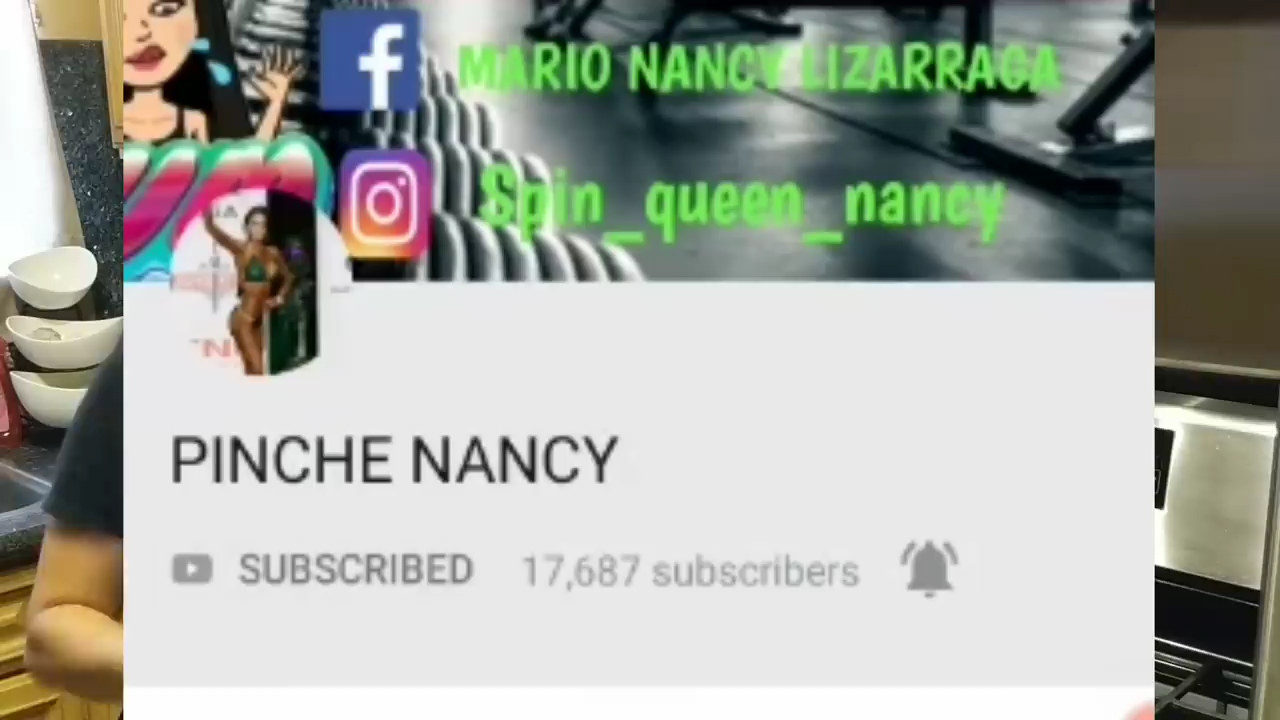 MARIO NANCY LIZARRAGA
Spin_queen_nancy
PINCHE NANCY
SUBSCRIBED 17,687 subscribers